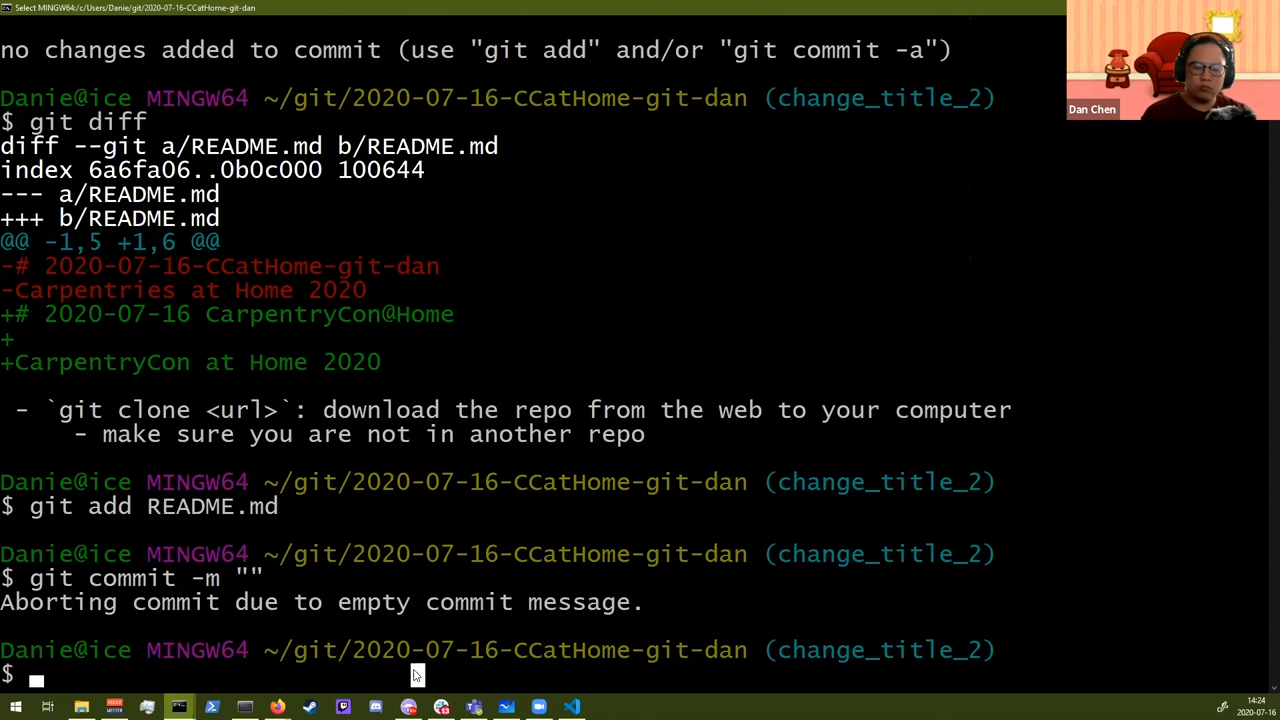 Select MINGW64:/c/Users/Danie/git/2020-07-16-CCatHome-git-dan
no changes added to commit (use "git add" and/or "git commit -a")
Danie@ice MINGW64 ~/git/2020-07-16-CCatHome-git-dan (change_title_2)
$ git diff
diff --git a/README.md b/README.md
index 6a6fa06..0b0c000 100644
--- a/README.md
+++ b/README.md
@@ -1,5 +1,6 @@
-# 2020-07-16-CCatHome-git-dan
-Carpentries at Home 2020
+# 2020-07-16 CarpentryCon@Home
+
+CarpentryCon at Home 2020
- `git clone <url>`: download the repo from the web to your computer
- make sure you are not in another repo
Danie@ice MINGW64 ~/git/2020-07-16-CCatHome-git-dan (change_title_2)
$ git add README.md
Danie@ice MINGW64 ~/git/2020-07-16-CCatHome-git-dan (change_title_2)
$ git commit -m ""
Aborting commit due to empty commit message.
Danie@ice MINGW64 ~/git/2020-07-16-CCatHome-git-dan (change_title_2)
$
Dan Chen
14:24
2020-07-16